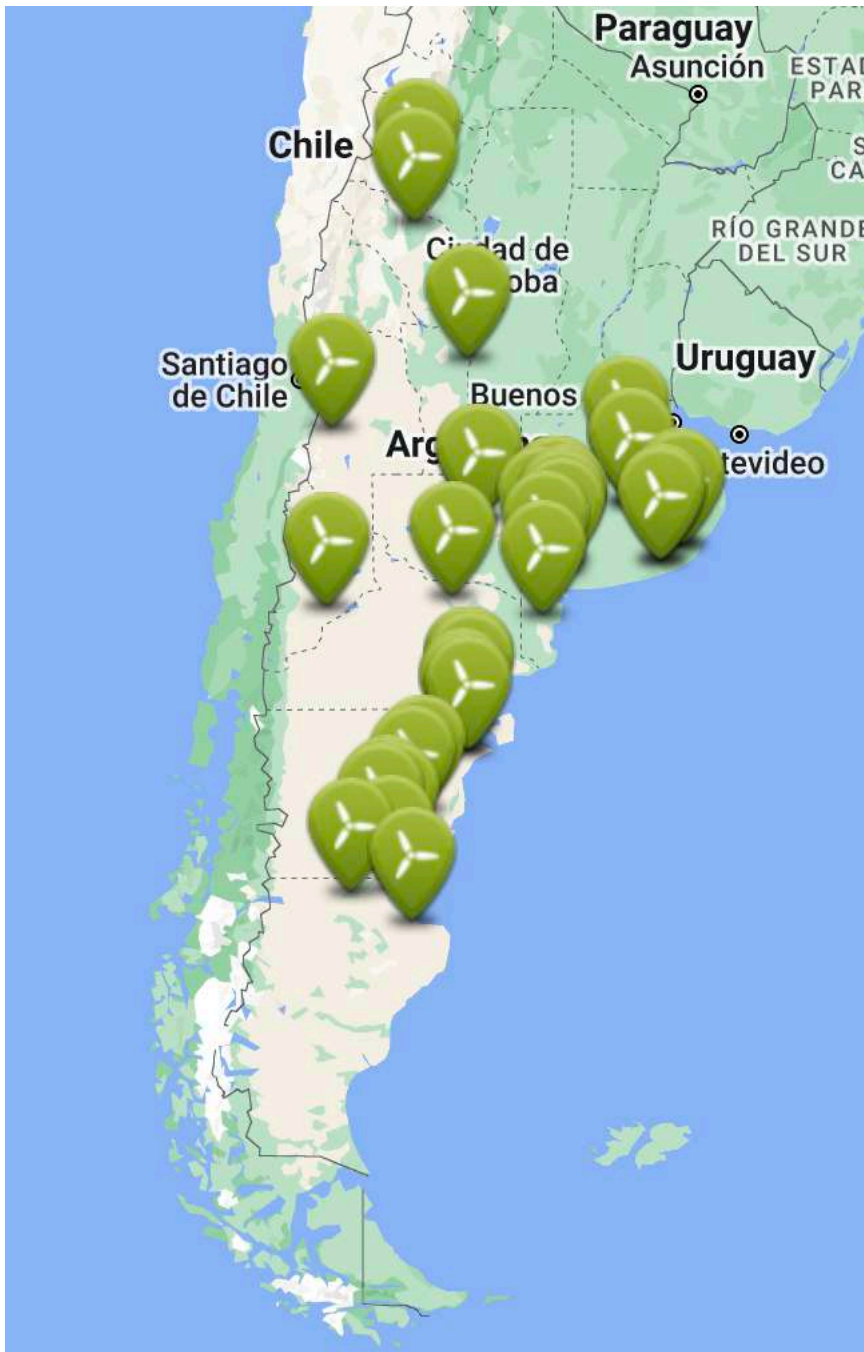 Paraguay
Asunción
ESTAD
PAR
Chile
S
CA
RÍO GRANDE
DEL SUR
Ciudad de
oba
Santiago
de Chile
Uruguay
Buenos
Arg
tevideo